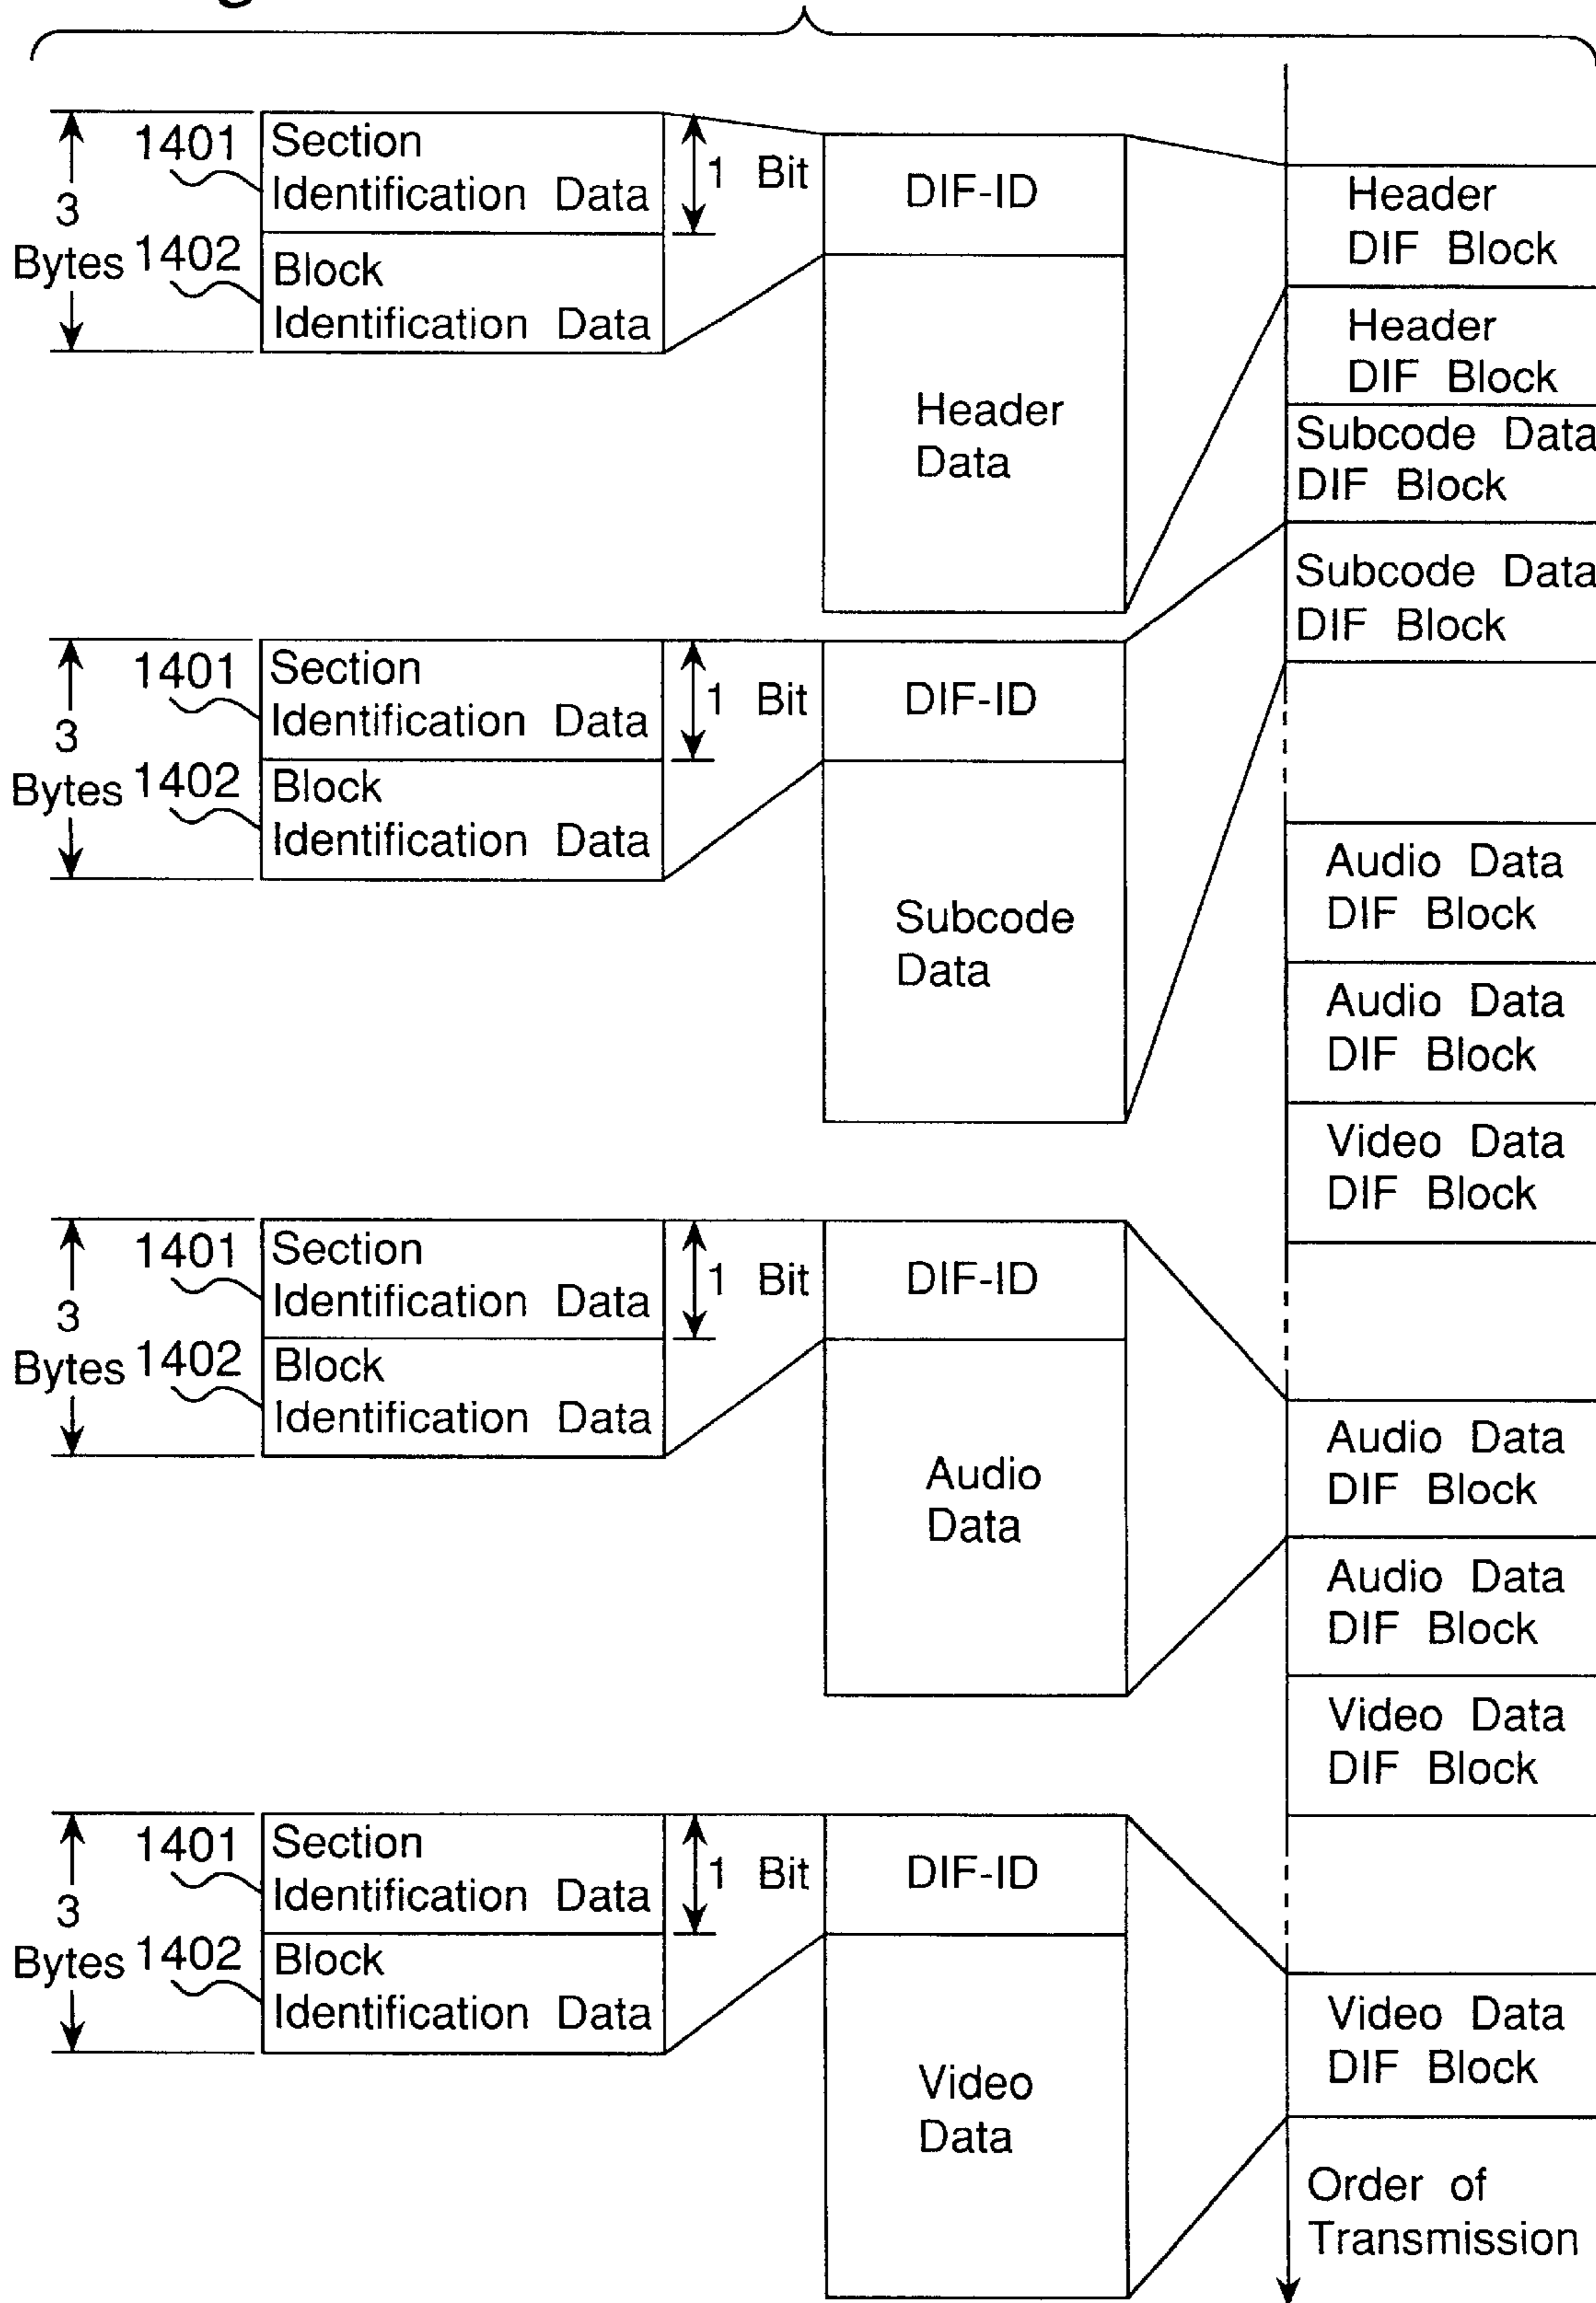 1401
Section
Identification Data
1402
Block
Identification Data
3
Bytes
1 Bit
DIF-ID
Header
Data
1401
Section
Identification Data
1402
Block
Identification Data
3
Bytes
1 Bit
DIF-ID
Subcode
Data
1401
Section
Identification Data
1402
Block
Identification Data
3
Bytes
1 Bit
DIF-ID
Audio
Data
1401
Section
Identification Data
1402
Block
Identification Data
3
Bytes
1 Bit
DIF-ID
Video
Data
Header
DIF Block
Header
DIF Block
Subcode Data
DIF Block
Subcode Data
DIF Block
Audio Data
DIF Block
Audio Data
DIF Block
Video Data
DIF Block
Audio Data
DIF Block
Audio Data
DIF Block
Video Data
DIF Block
Video Data
DIF Block
Order of
Transmission